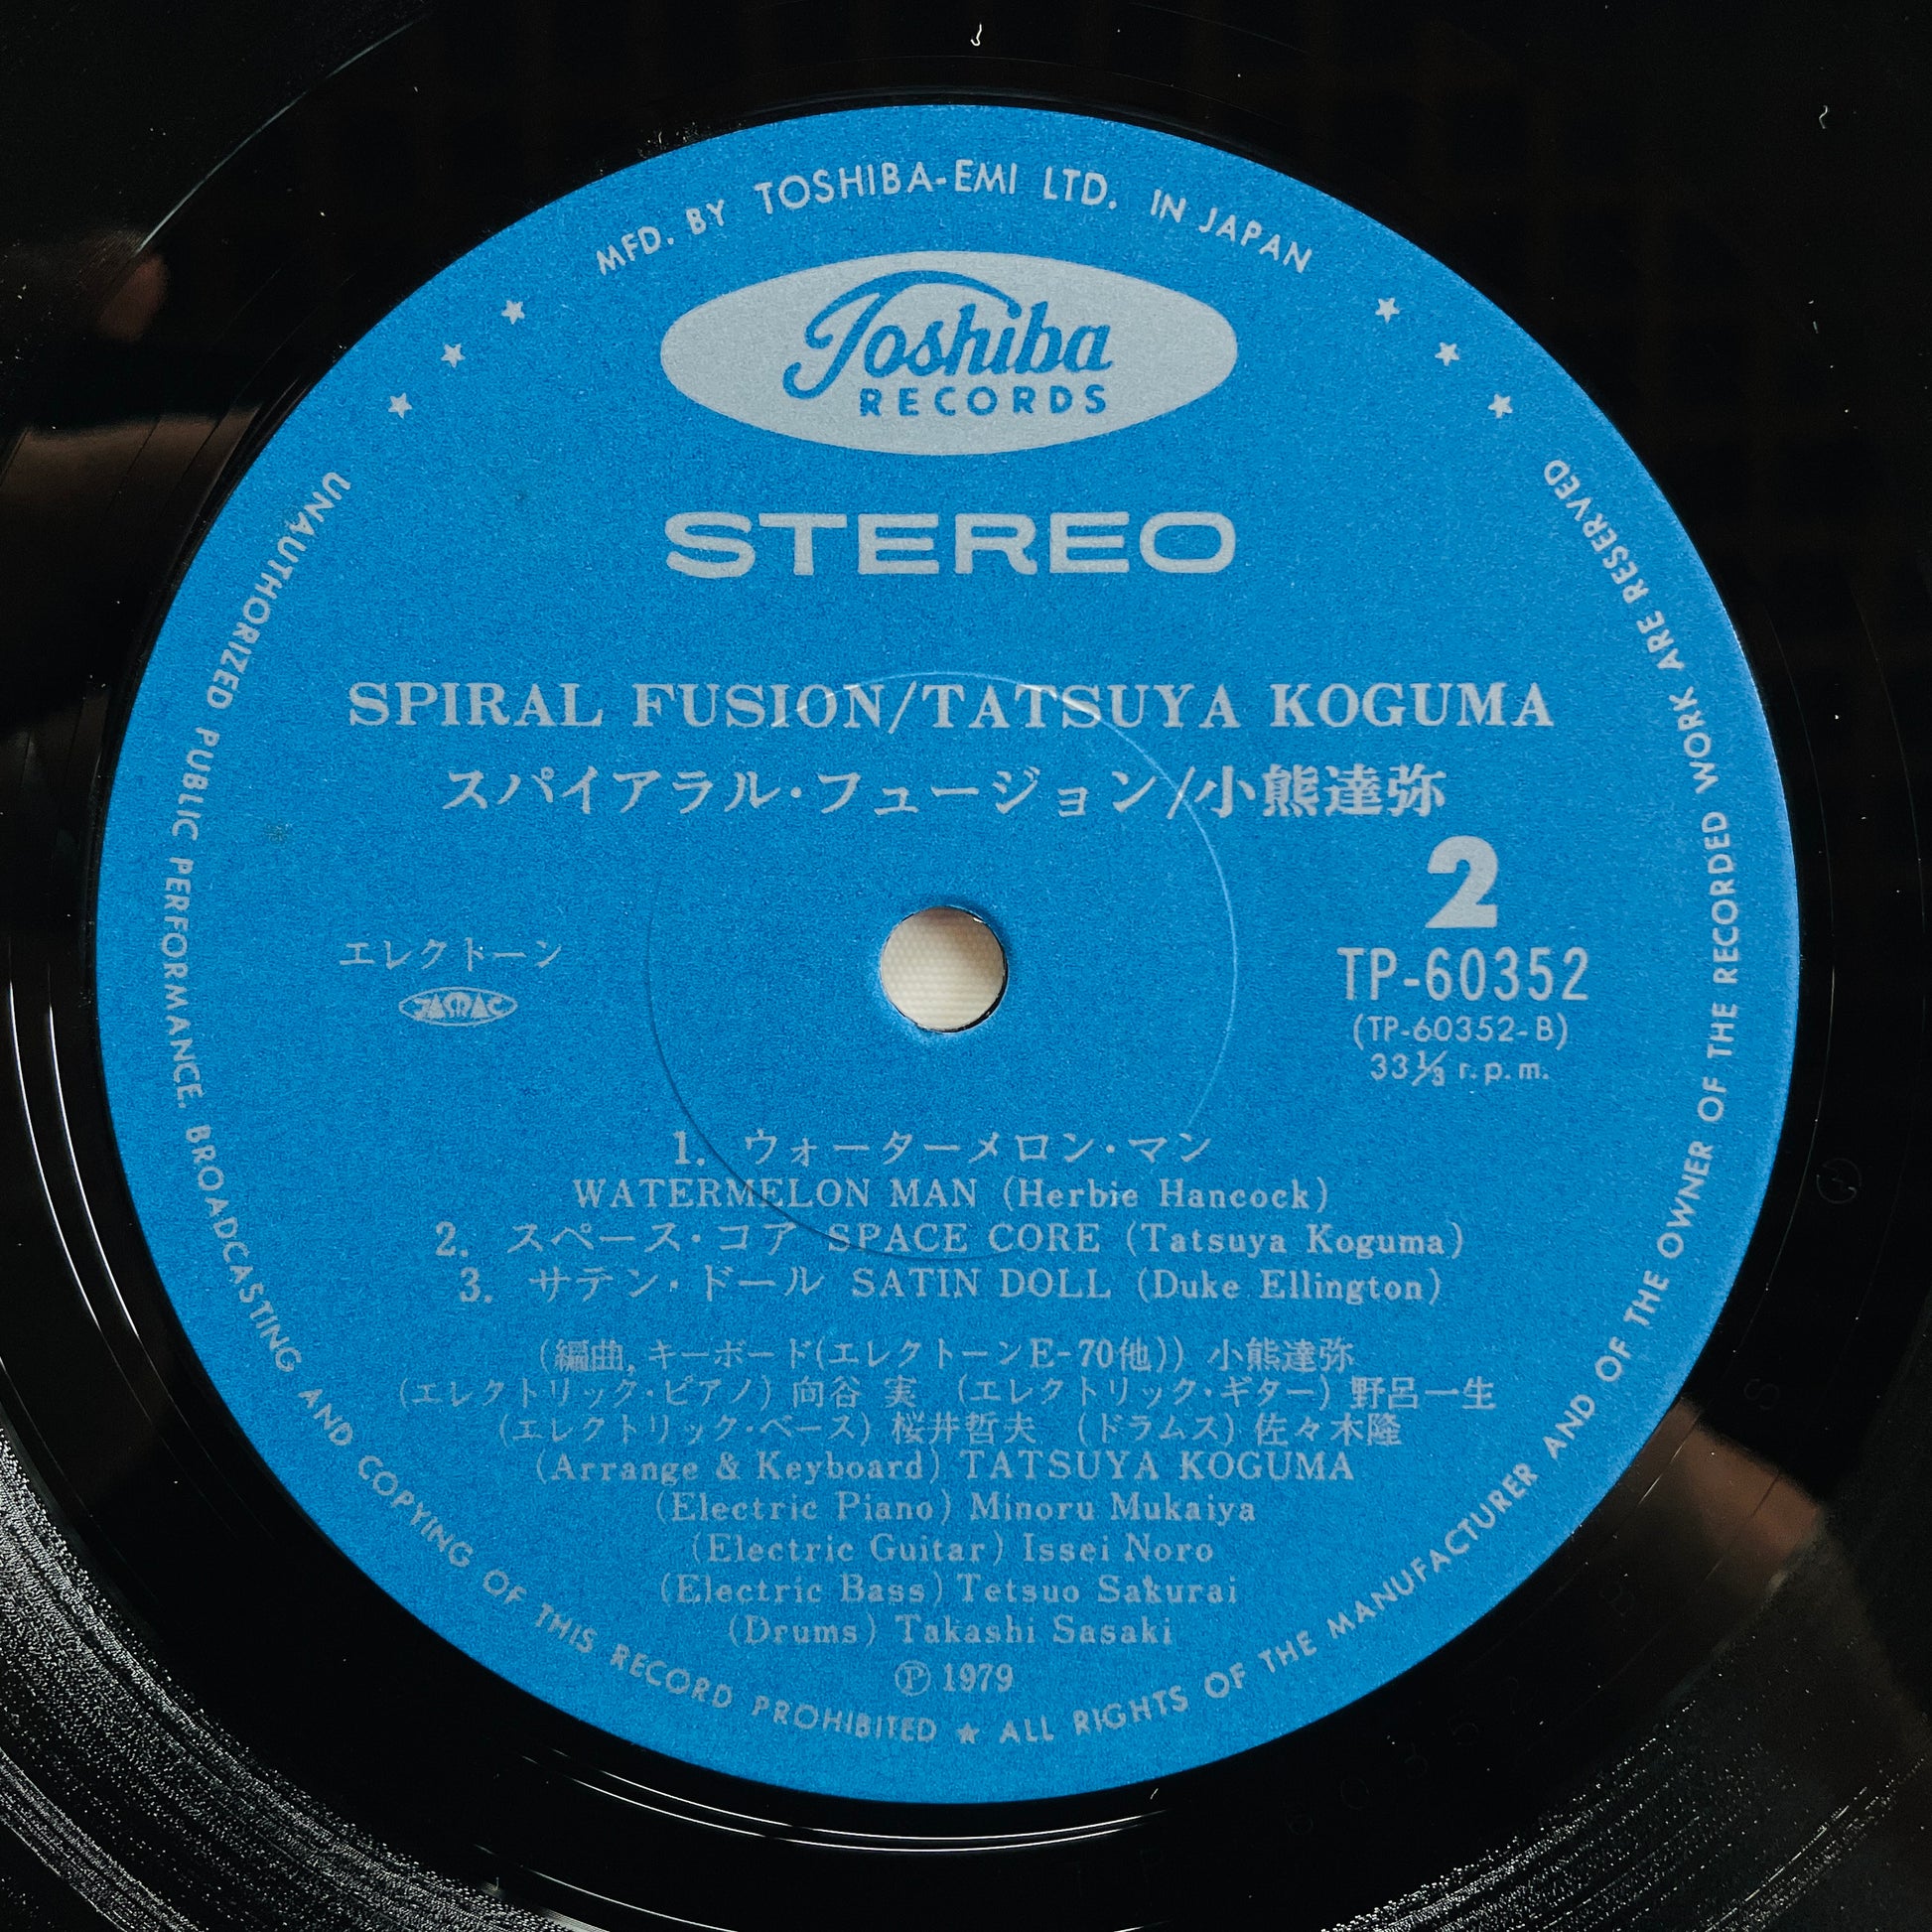 MFD. BY TOSHIBA-EMI LTD. IN JAPAN
Toshiba
RECORDS
STEREO
SPIRAL FUSION/TATSUYA KOGUMA
スパイアラル・フュージョン/小熊達弥
2
エレクトーン
JASRAC
TP-60352
(TP-60352-B)
33⅓ r.p.m.
1. ウォーターメロン・マン
WATERMELON MAN (Herbie Hancock)
2. スペース・コア SPACE CORE (Tatsuya Koguma)
3. サテン・ドール SATIN DOLL (Duke Ellington)
(編曲, キーボード(エレクトーンE-70他)) 小熊達弥
(エレクトリック・ピアノ) 向谷 実 (エレクトリック・ギター) 野呂一生
(エレクトリック・ベース) 桜井哲夫 (ドラムス) 佐々木隆
(Arrange & Keyboard) TATSUYA KOGUMA
(Electric Piano) Minoru Mukaiya
(Electric Guitar) Issei Noro
(Electric Bass) Tetsuo Sakurai
(Drums) Takashi Sasaki
Ⓟ 1979
UNAUTHORIZED PUBLIC PERFORMANCE. BROADCASTING AND COPYING OF THIS RECORD PROHIBITED ★ ALL RIGHTS OF THE MANUFACTURER AND OF THE OWNER OF THE RECORDED WORK ARE RESERVED